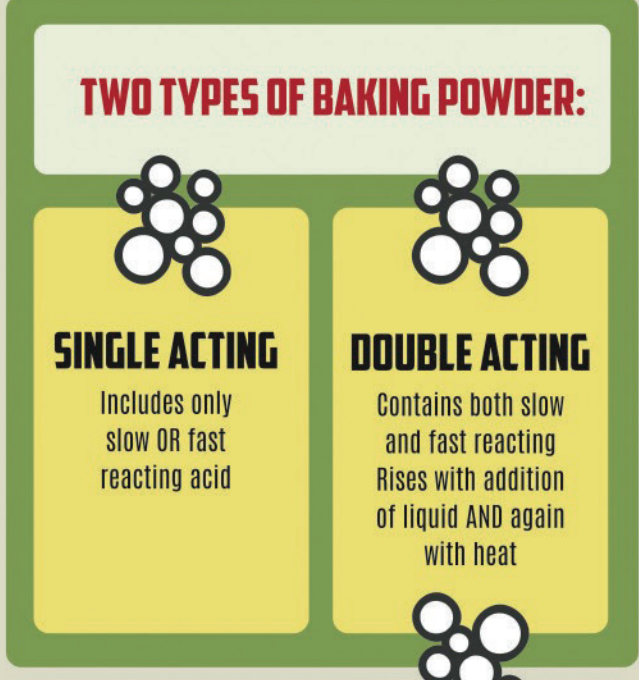 TWO TYPES OF BAKING POWDER:
SINGLE ACTING
Includes only
slow OR fast
reacting acid
DOUBLE ACTING
Contains both slow
and fast reacting
Rises with addition
of liquid AND again
with heat